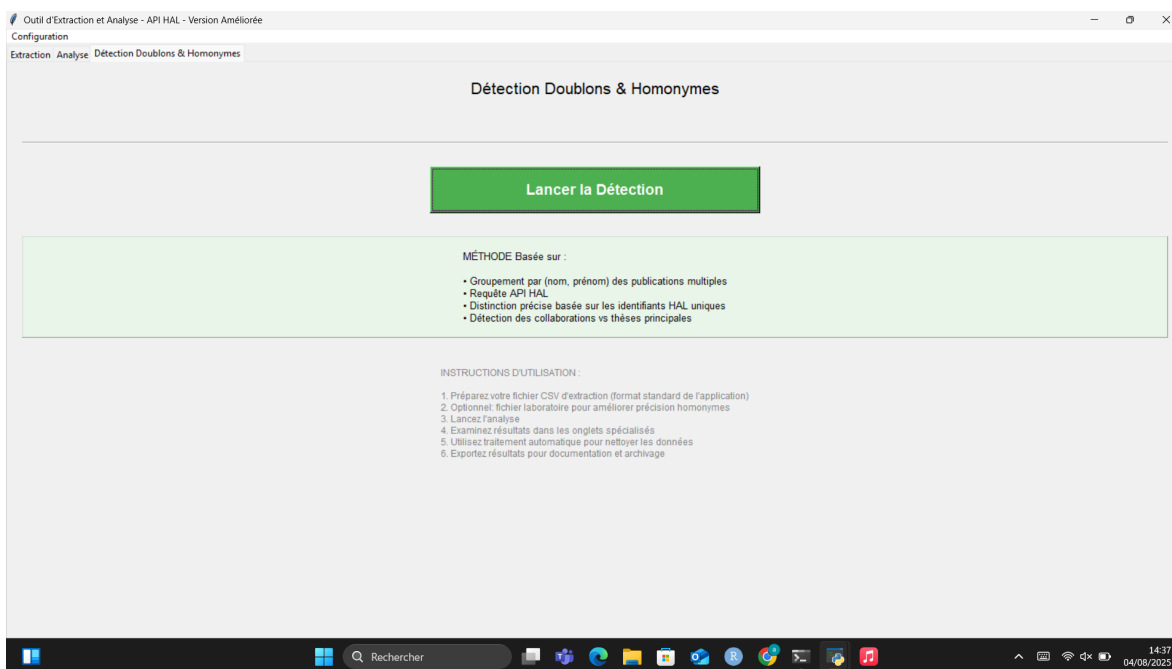 Outil d'Extraction et Analyse - API HAL - Version Améliorée
Configuration
Extraction Analyse Détection Doublons & Homonymes
Détection Doublons & Homonymes
Lancer la Détection
MÉTHODE Basée sur :
• Groupement par (nom, prénom) des publications multiples
• Requête API HAL
• Distinction précise basée sur les identifiants HAL uniques
• Détection des collaborations vs thèses principales
INSTRUCTIONS D'UTILISATION :
1. Préparez votre fichier CSV d'extraction (format standard de l'application)
2. Optionnel: fichier laboratoire pour améliorer précision homonymes
3. Lancez l'analyse
4. Examinez résultats dans les onglets spécialisés
5. Utilisez traitement automatique pour nettoyer les données
6. Exportez résultats pour documentation et archivage
Rechercher
R
14:37
04/08/2025